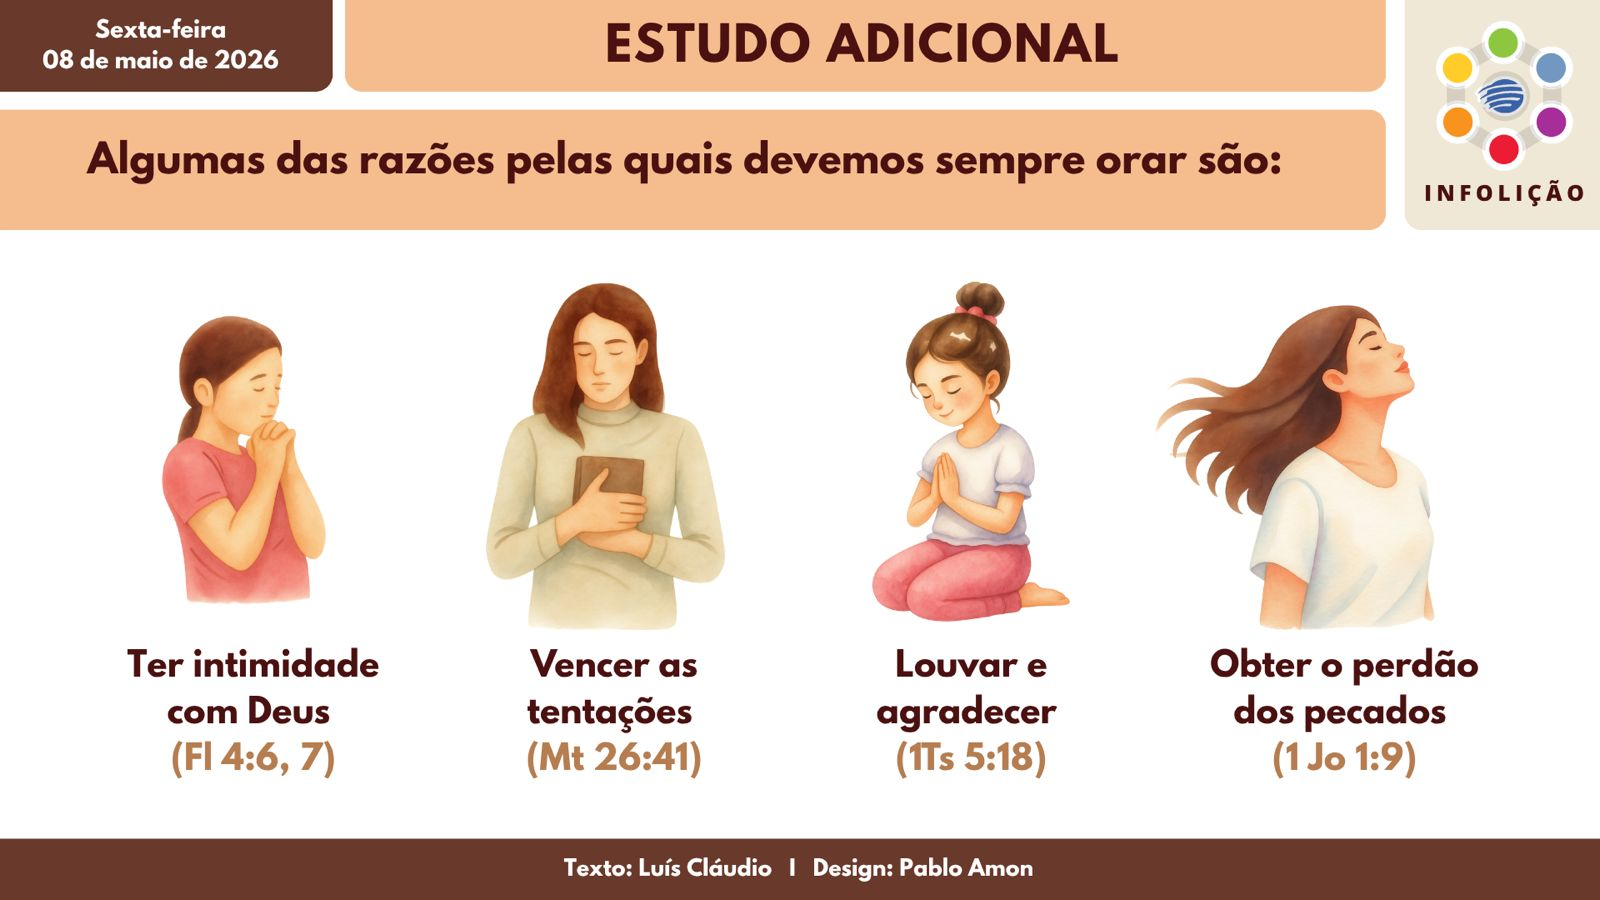 Sexta-feira
08 de maio de 2026
ESTUDO ADICIONAL
INFOLIÇÃO
Algumas das razões pelas quais devemos sempre orar são:
Ter intimidade
com Deus
(Fl 4:6, 7)
Vencer as
tentações
(Mt 26:41)
Louvar e
agradecer
(1Ts 5:18)
Obter o perdão
dos pecados
(1 Jo 1:9)
Texto: Luís Cláudio I Design: Pablo Amon